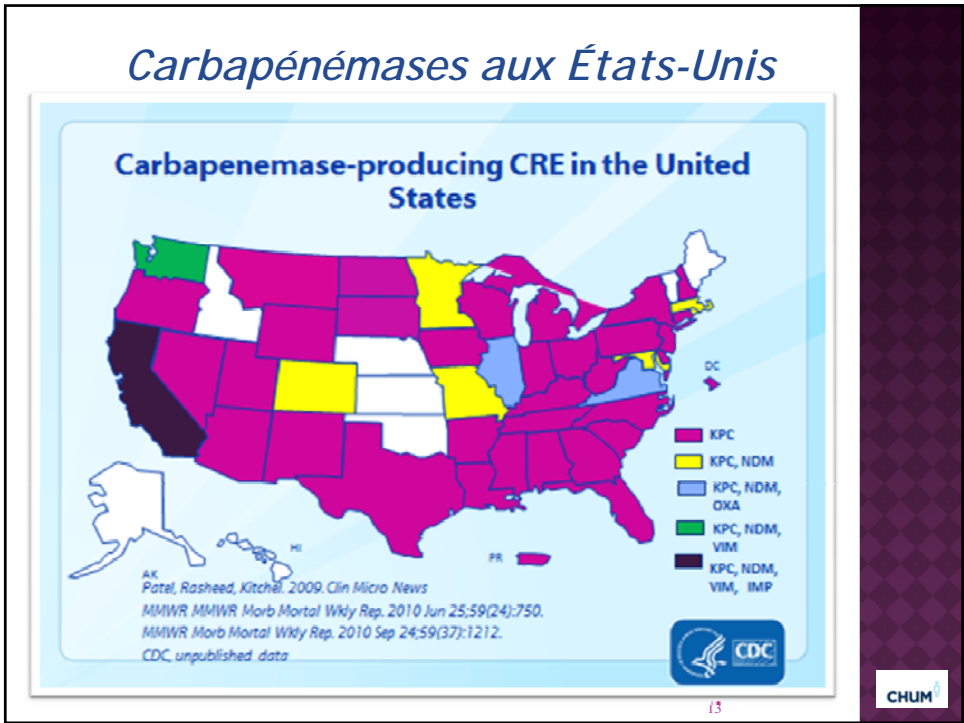 Carbapénémases aux États-Unis
Carbapenemase-producing CRE in the United
States
DC
KPC
KPC, NDM
KPC, NDM,
OXA
KPC, NDM,
VIM
KPC, NDM,
VIM, IMP
HI
PR
AK
Patel, Rasheed, Kitchel. 2009. Clin Micro News
MMWR MMWR Morb Mortal Wkly Rep. 2010 Jun 25;59(24):750.
MMWR Morb Mortal Wkly Rep. 2010 Sep 24;59(37):1212.
CDC, unpublished data
CDC
13
CHUM